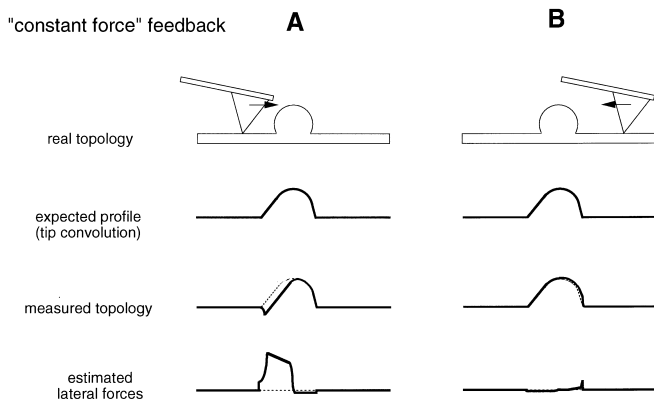 "constant force" feedback
A
B
real topology
expected profile
(tip convolution)
measured topology
estimated
lateral forces